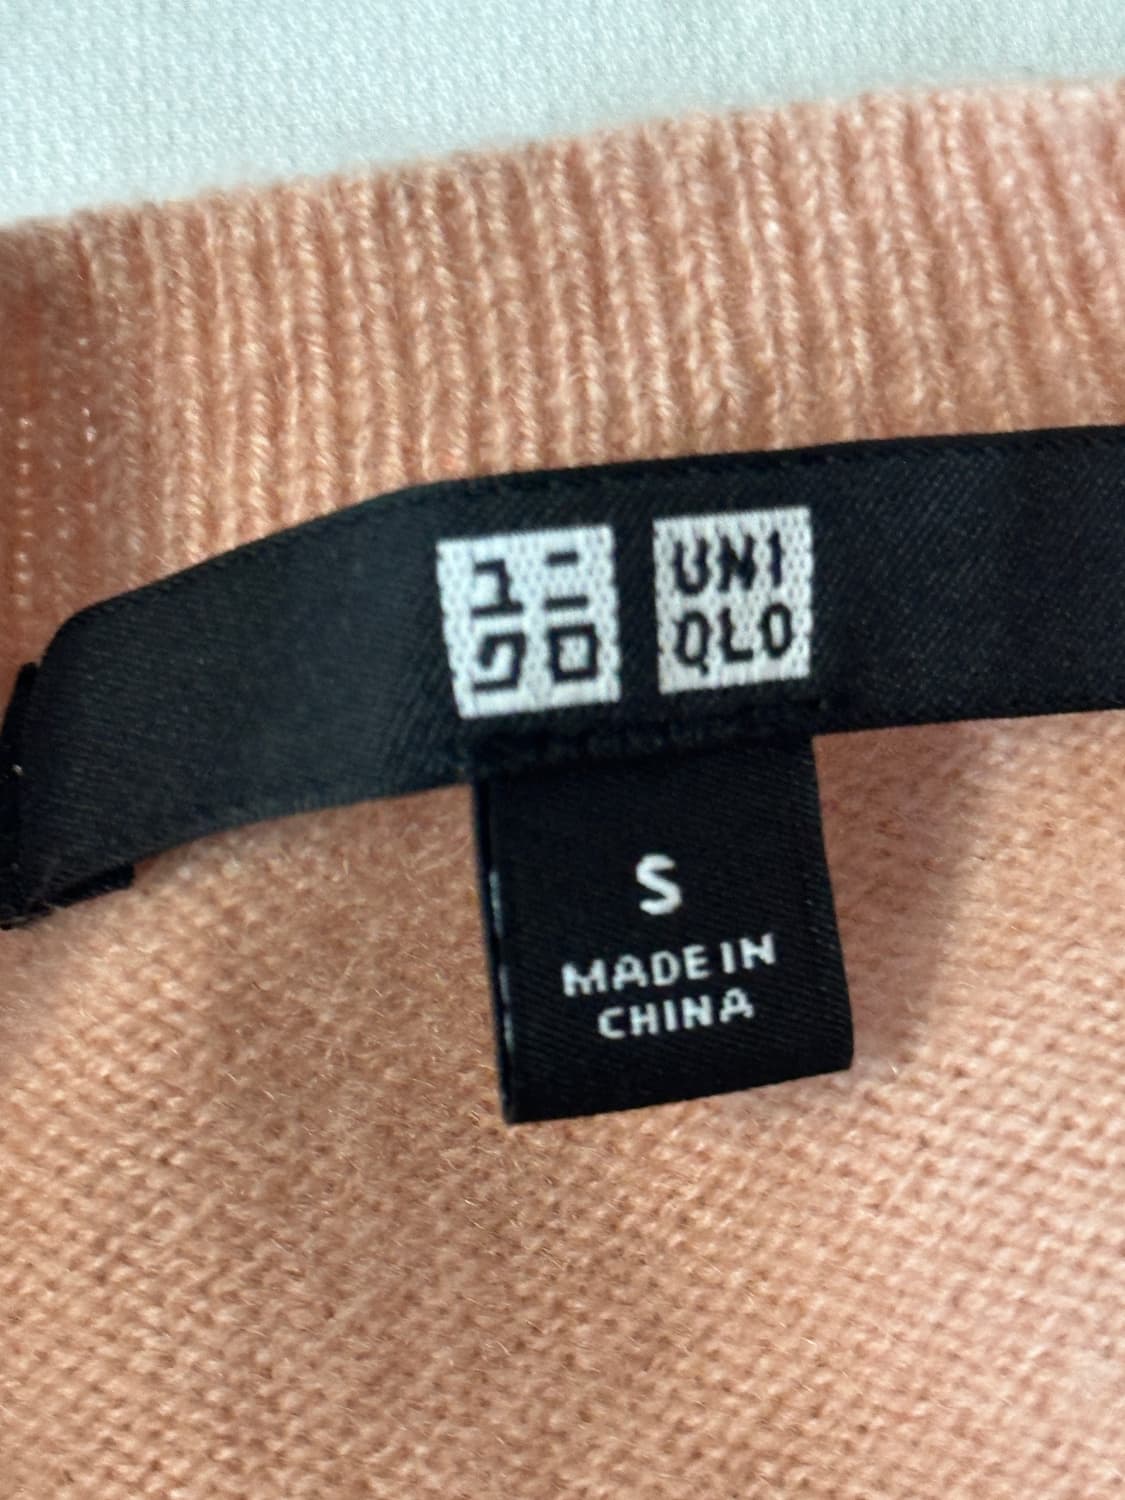 ユニ
クロ
UNI
QLO
S
MADE IN
CHINA